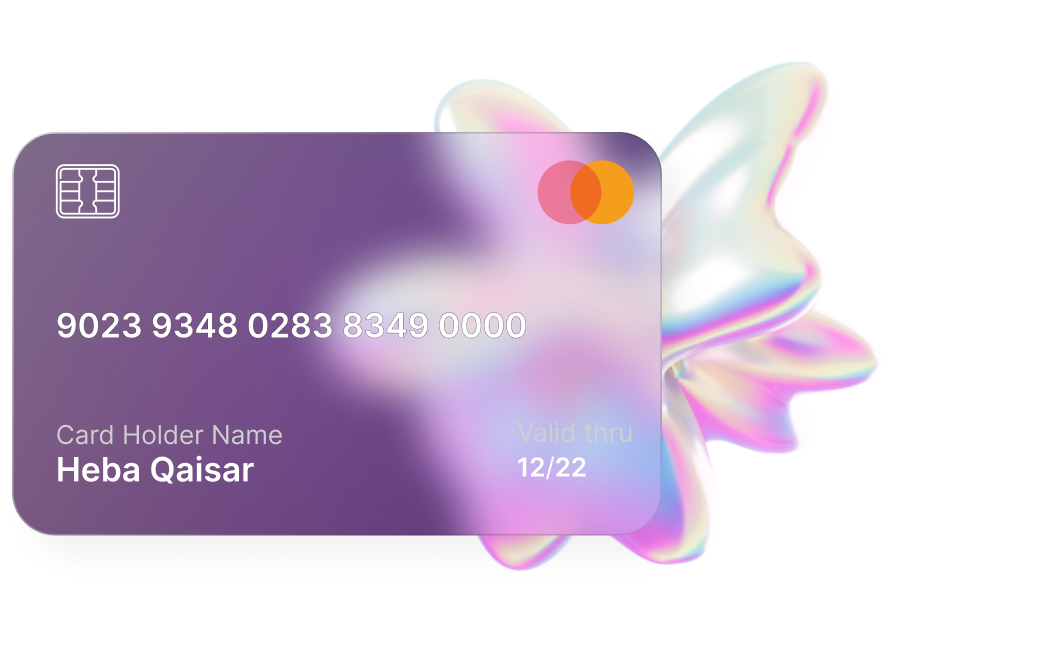 9023 9348 0283 8349 0000
Card Holder Name
Heba Qaisar
Valid thru
12/22